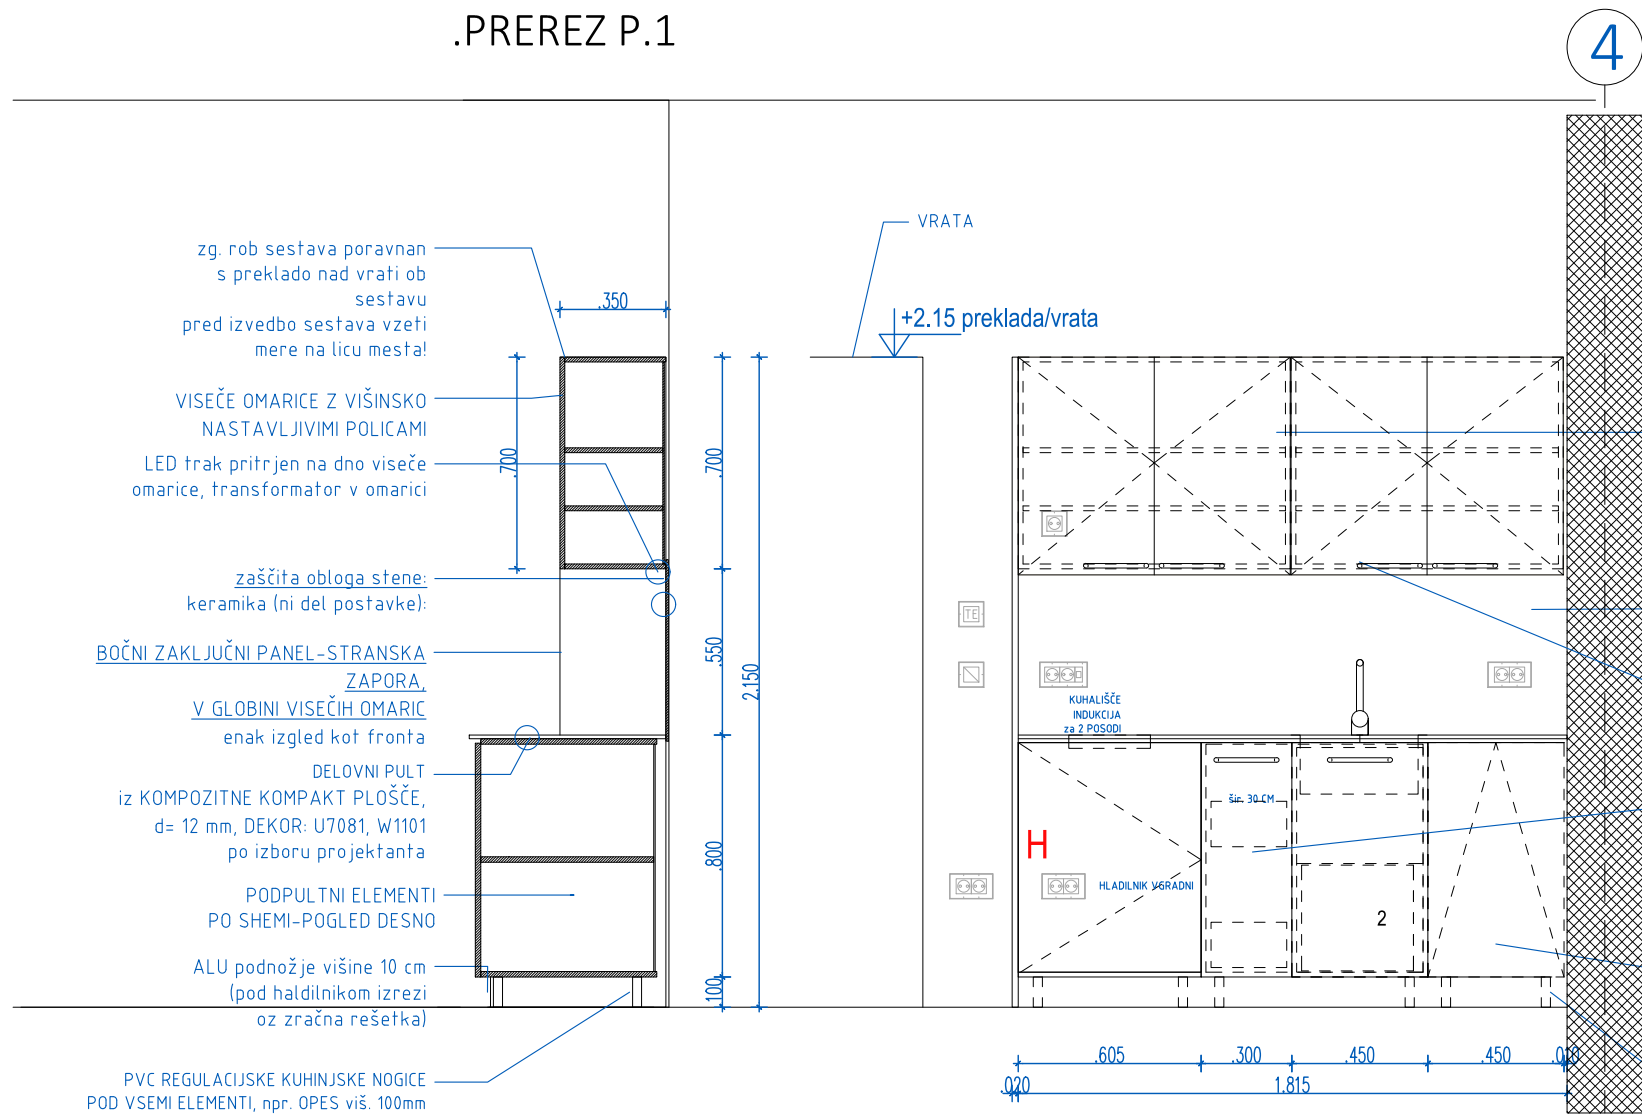 .PREREZ P.1
4
VRATA
zg. rob sestava poravnan
s preklado nad vrati ob
sestavu
pred izvedbo sestava vzeti
mere na licu mesta!
.350
+2.15 preklada/vrata
VISEČE OMARICE Z VIŠINSKO
NASTAVLJIVIMI POLICAMI
.700
.700
LED trak pritrjen na dno viseče
omarice, transformator v omarici
zaščita obloga stene:
keramika (ni del postavke):
TE
BOČNI ZAKLJUČNI PANEL-STRANSKA
ZAPORA,
V GLOBINI VISEČIH OMARIC
enak izgled kot fronta
.550
2.150
KUHALIŠČE
INDUKCIJA
za 2 POSODI
DELOVNI PULT
iz KOMPOZITNE KOMPAKT PLOŠČE,
d= 12 mm, DEKOR: U7081, W1101
po izboru projektanta
šir. 30 CM
.800
H
HLADILNIK VGRADNI
PODPULTNI ELEMENTI
PO SHEMI-POGLED DESNO
2
ALU podnožje višine 10 cm
(pod haldilnikom izrezi
oz zračna rešetka)
.100
.605
.300
.450
.450
.010
PVC REGULACIJSKE KUHINJSKE NOGICE
POD VSEMI ELEMENTI, npr. OPES viš. 100mm
.020
1.815